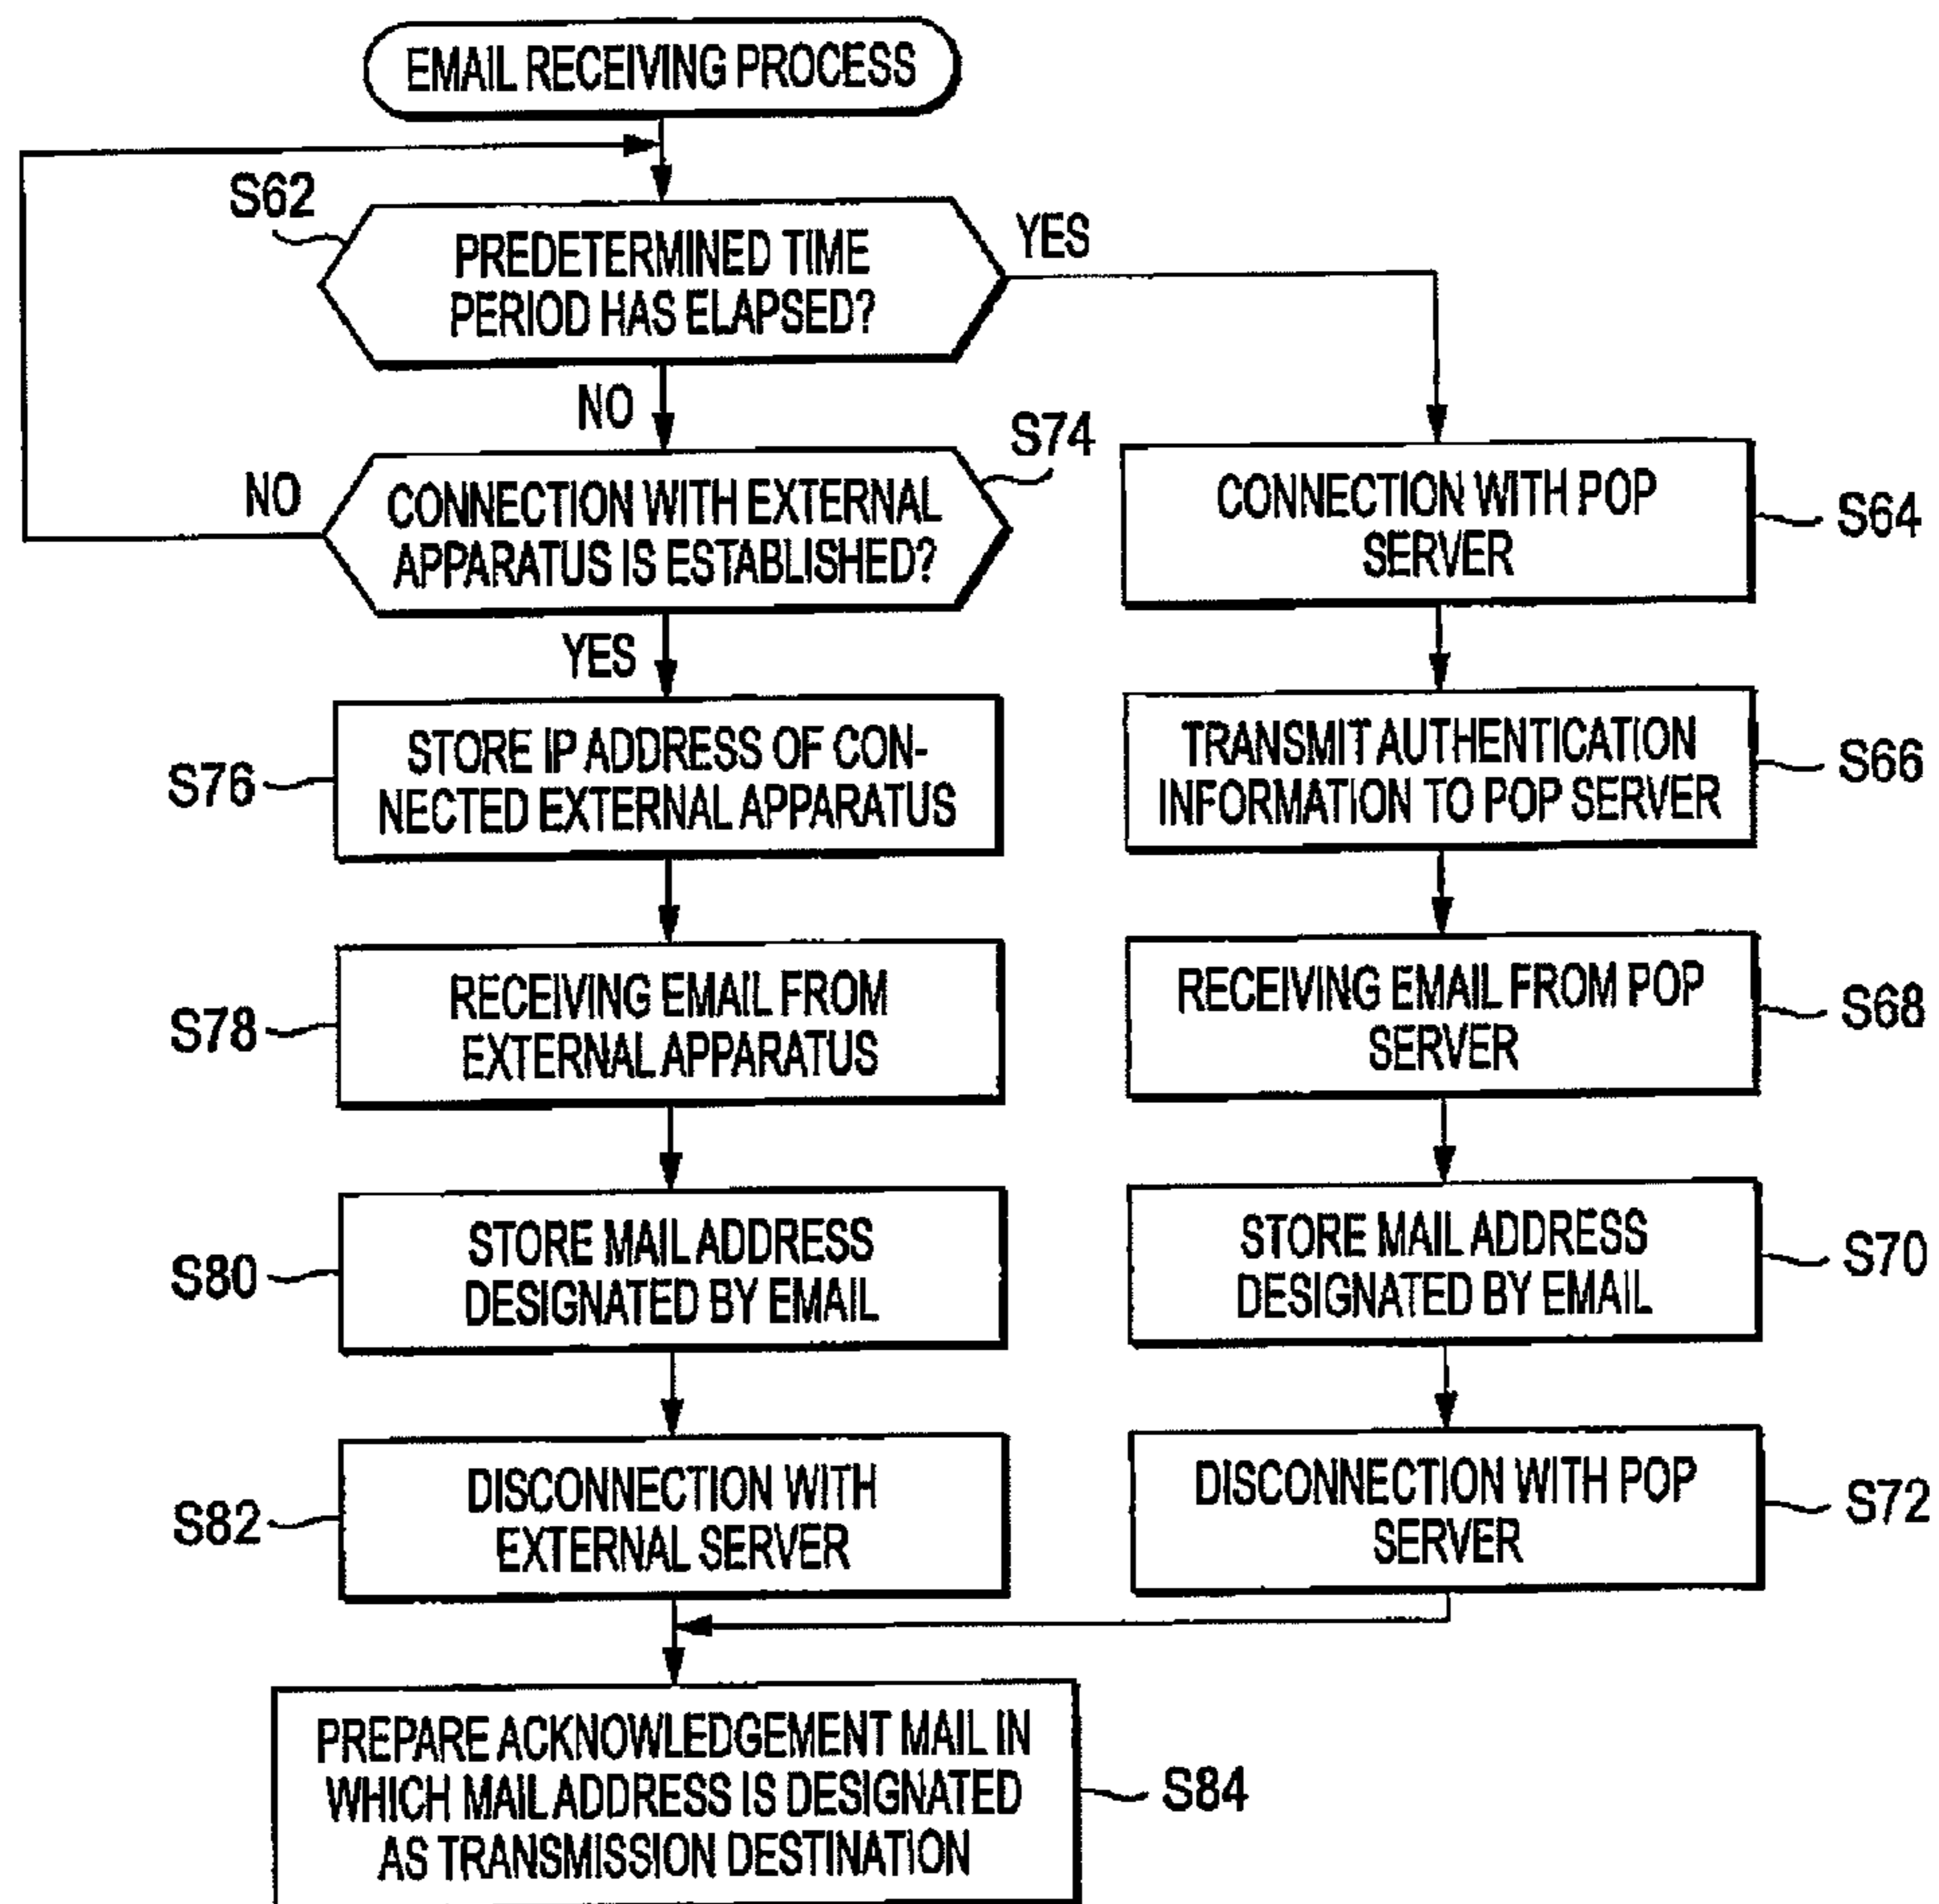 EMAIL RECEIVING PROCESS
S62
PREDETERMINED TIME
PERIOD HAS ELAPSED?
YES
NO
S74
CONNECTION WITH EXTERNAL
APPARATUS IS ESTABLISHED?
NO
YES
S76
STORE IP ADDRESS OF CON-
NECTED EXTERNAL APPARATUS
S78
RECEIVING EMAIL FROM
EXTERNAL APPARATUS
S80
STORE MAIL ADDRESS
DESIGNATED BY EMAIL
S82
DISCONNECTION WITH
EXTERNAL SERVER
CONNECTION WITH POP
SERVER
S64
TRANSMIT AUTHENTICATION
INFORMATION TO POP SERVER
S66
RECEIVING EMAIL FROM POP
SERVER
S68
STORE MAIL ADDRESS
DESIGNATED BY EMAIL
S70
DISCONNECTION WITH POP
SERVER
S72
PREPARE ACKNOWLEDGEMENT MAIL IN
WHICH MAIL ADDRESS IS DESIGNATED
AS TRANSMISSION DESTINATION
S84